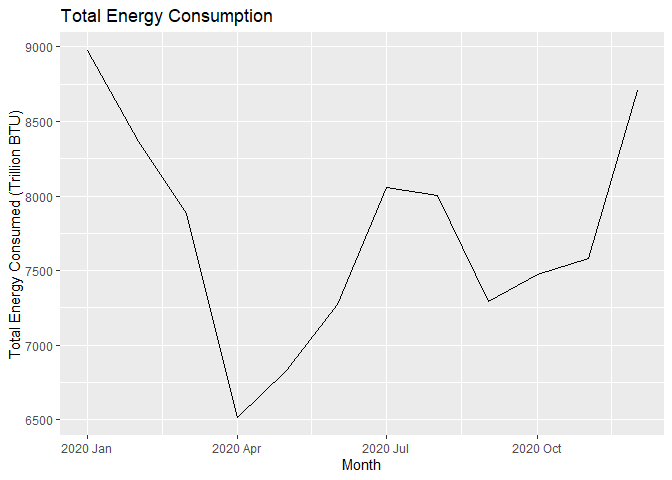 Total Energy Consumption
Total Energy Consumed (Trillion BTU)
9000
8500
8000
7500
7000
6500
2020 Jan
2020 Apr
2020 Jul
2020 Oct
Month